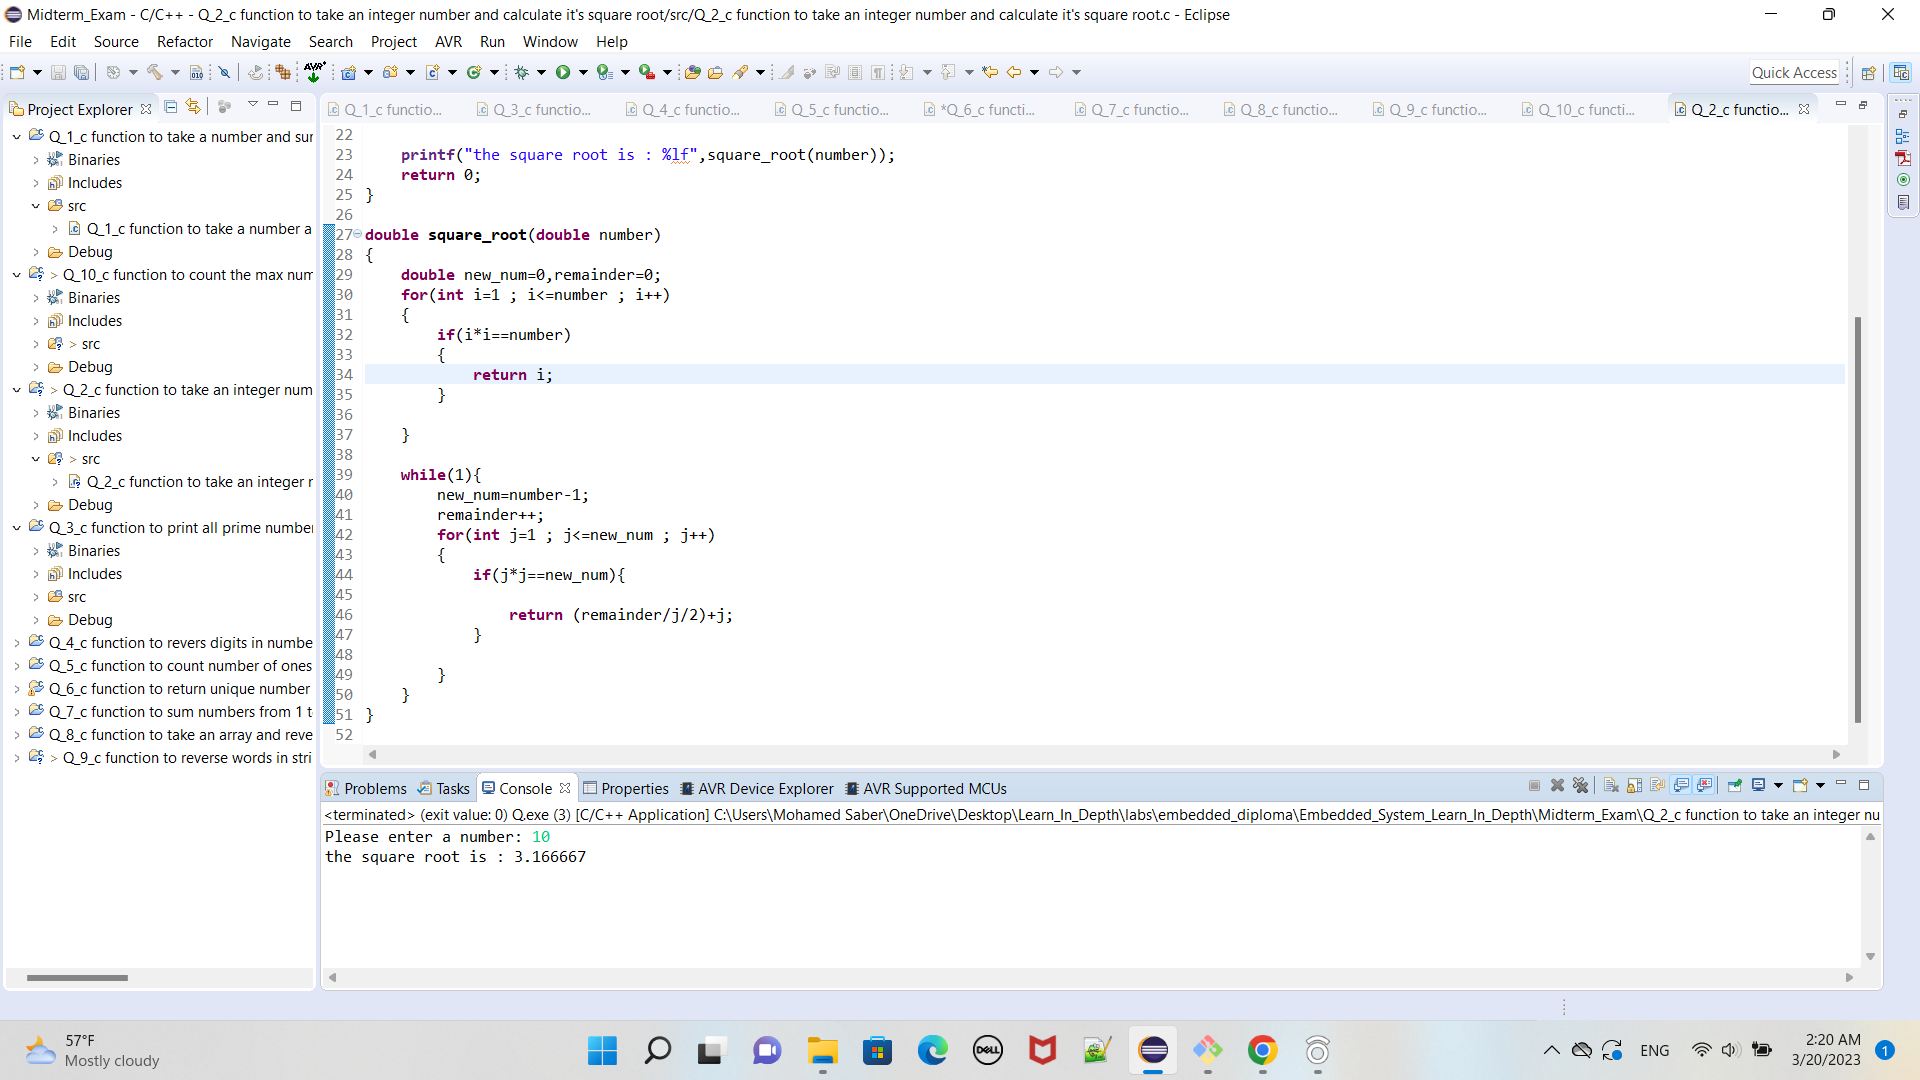 Midterm_Exam - C/C++ - Q_2_c function to take an integer number and calculate it's square root/src/Q_2_c function to take an integer number and calculate it's square root.c - Eclipse
File Edit Source Refactor Navigate Search Project AVR Run Window Help
AVR
Quick Access
Project Explorer
Q_1_c function to take a number and sur
Binaries
Includes
src
Q_1_c function to take a number a
Debug
> Q_10_c function to count the max num
Binaries
Includes
> src
Debug
> Q_2_c function to take an integer num
Binaries
Includes
> src
Q_2_c function to take an integer r
Debug
Q_3_c function to print all prime number
Binaries
Includes
src
Debug
Q_4_c function to revers digits in numbe
Q_5_c function to count number of ones
Q_6_c function to return unique number
Q_7_c function to sum numbers from 1 t
Q_8_c function to take an array and reve
> Q_9_c function to reverse words in stri
Q_1_c functio... Q_3_c functio... Q_4_c functio... Q_5_c functio... *Q_6_c functi... Q_7_c functio... Q_8_c functio... Q_9_c functio... Q_10_c functi... Q_2_c functio...
22
23 printf("the square root is : %lf",square_root(number));
24 return 0;
25 }
26
27 double square_root(double number)
28 {
29 double new_num=0,remainder=0;
30 for(int i=1 ; i<=number ; i++)
31 {
32 if(i*i==number)
33 {
34 return i;
35 }
36
37 }
38
39 while(1){
40 new_num=number-1;
41 remainder++;
42 for(int j=1 ; j<=new_num ; j++)
43 {
44 if(j*j==new_num){
45
46 return (remainder/j/2)+j;
47 }
48
49 }
50 }
51 }
52
Problems Tasks Console Properties AVR Device Explorer AVR Supported MCUs
<terminated> (exit value: 0) Q.exe (3) [C/C++ Application] C:\Users\Mohamed Saber\OneDrive\Desktop\Learn_In_Depth\labs\embedded_diploma\Embedded_System_Learn_In_Depth\Midterm_Exam\Q_2_c function to take an integer nu
Please enter a number: 10
the square root is : 3.166667
57°F
Mostly cloudy
DELL
ENG
2:20 AM
3/20/2023
1